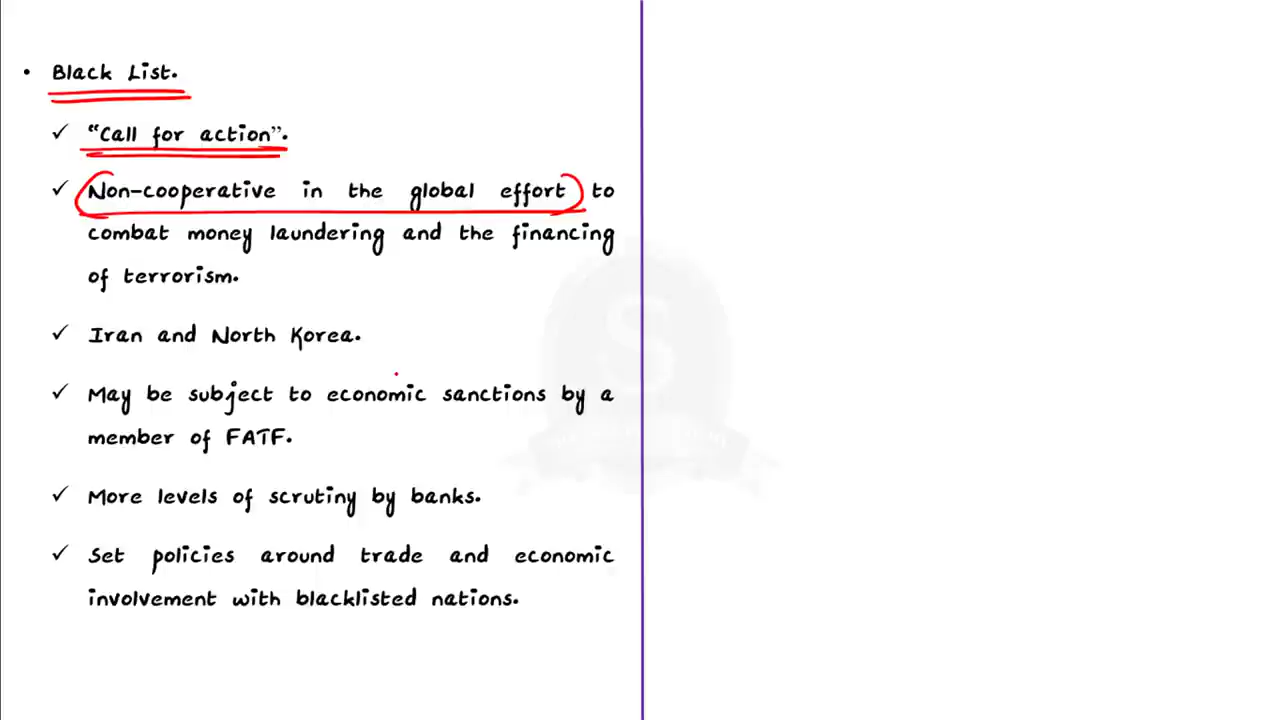 • Black List.
✓ "Call for action".
✓ Non-cooperative in the global effort to
combat money laundering and the financing
of terrorism.
✓ Iran and North Korea.
✓ May be subject to economic sanctions by a
member of FATF.
✓ More levels of scrutiny by banks.
✓ Set policies around trade and economic
involvement with blacklisted nations.